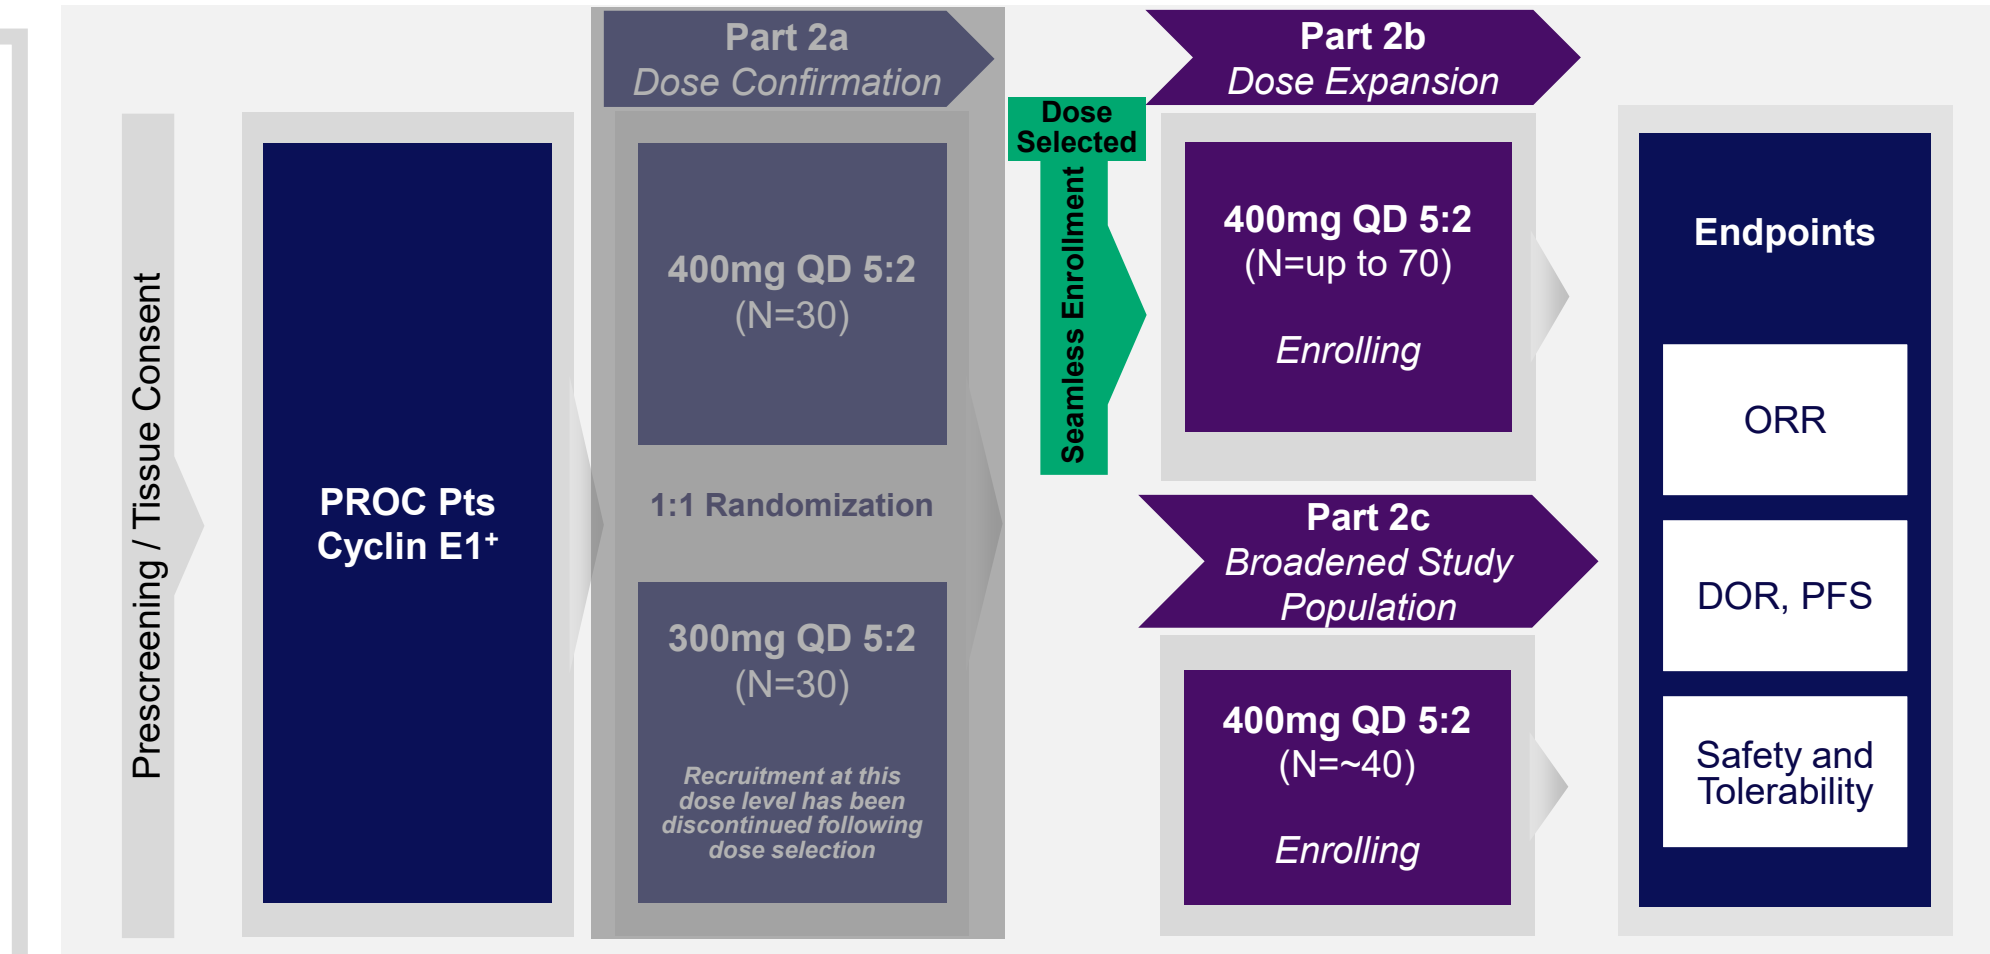 Prescreening / Tissue Consent
PROC Pts
Cyclin E1⁺
Part 2a
Dose Confirmation
400mg QD 5:2
(N=30)
1:1 Randomization
300mg QD 5:2
(N=30)
Recruitment at this
dose level has been
discontinued following
dose selection
Dose
Selected
Seamless Enrollment
Part 2b
Dose Expansion
400mg QD 5:2
(N=up to 70)
Enrolling
Part 2c
Broadened Study
Population
400mg QD 5:2
(N=~40)
Enrolling
Endpoints
ORR
DOR, PFS
Safety and
Tolerability